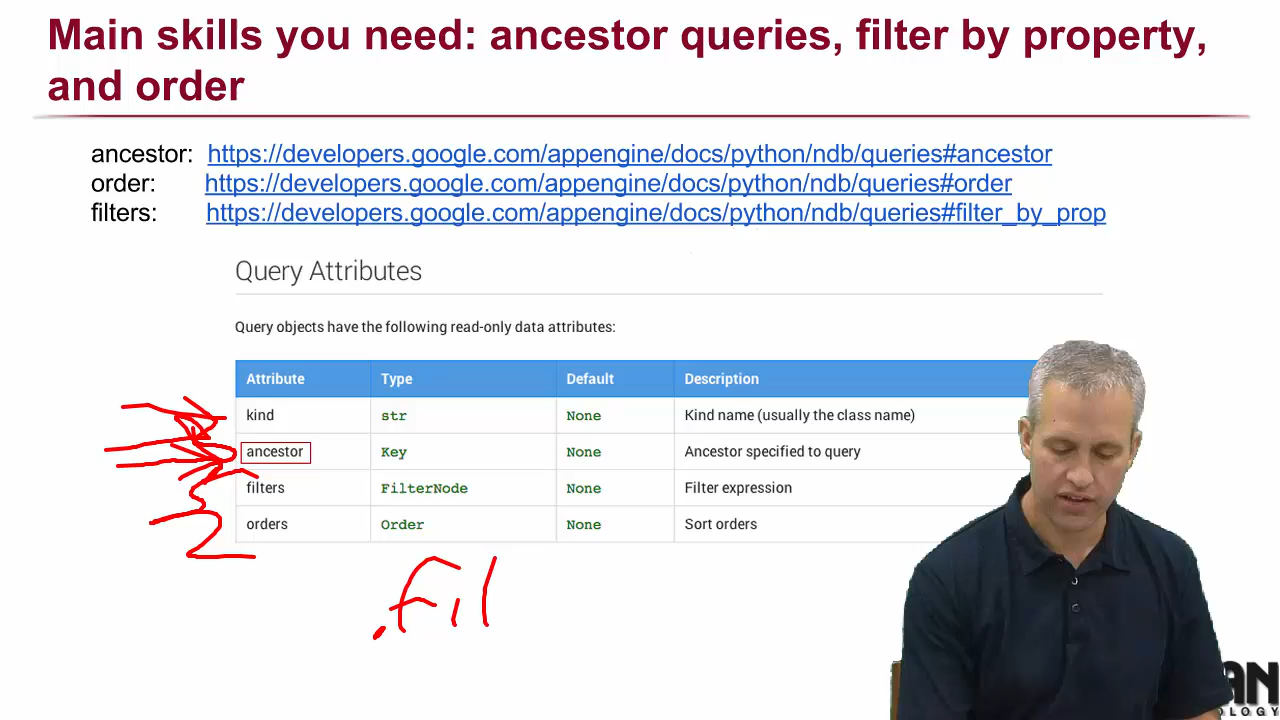 Main skills you need: ancestor queries, filter by property,
and order
ancestor: https://developers.google.com/appengine/docs/python/ndb/queries#ancestor
order: https://developers.google.com/appengine/docs/python/ndb/queries#order
filters: https://developers.google.com/appengine/docs/python/ndb/queries#filter_by_prop
Query Attributes
Query objects have the following read-only data attributes:
Attribute Type Default Description
kind str None Kind name (usually the class name)
ancestor Key None Ancestor specified to query
filters FilterNode None Filter expression
orders Order None Sort orders
.fil